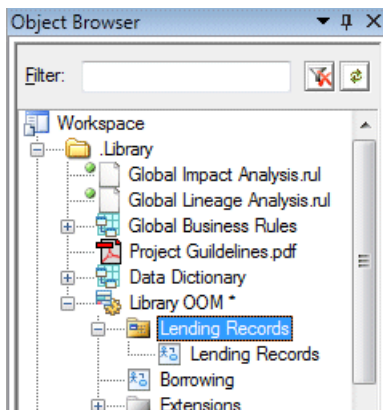 Object Browser
Filter:
Workspace
.Library
Global Impact Analysis.rul
Global Lineage Analysis.rul
Global Business Rules
Project Guildelines.pdf
Data Dictionary
Library OOM *
Lending Records
Lending Records
Borrowing
Extensions